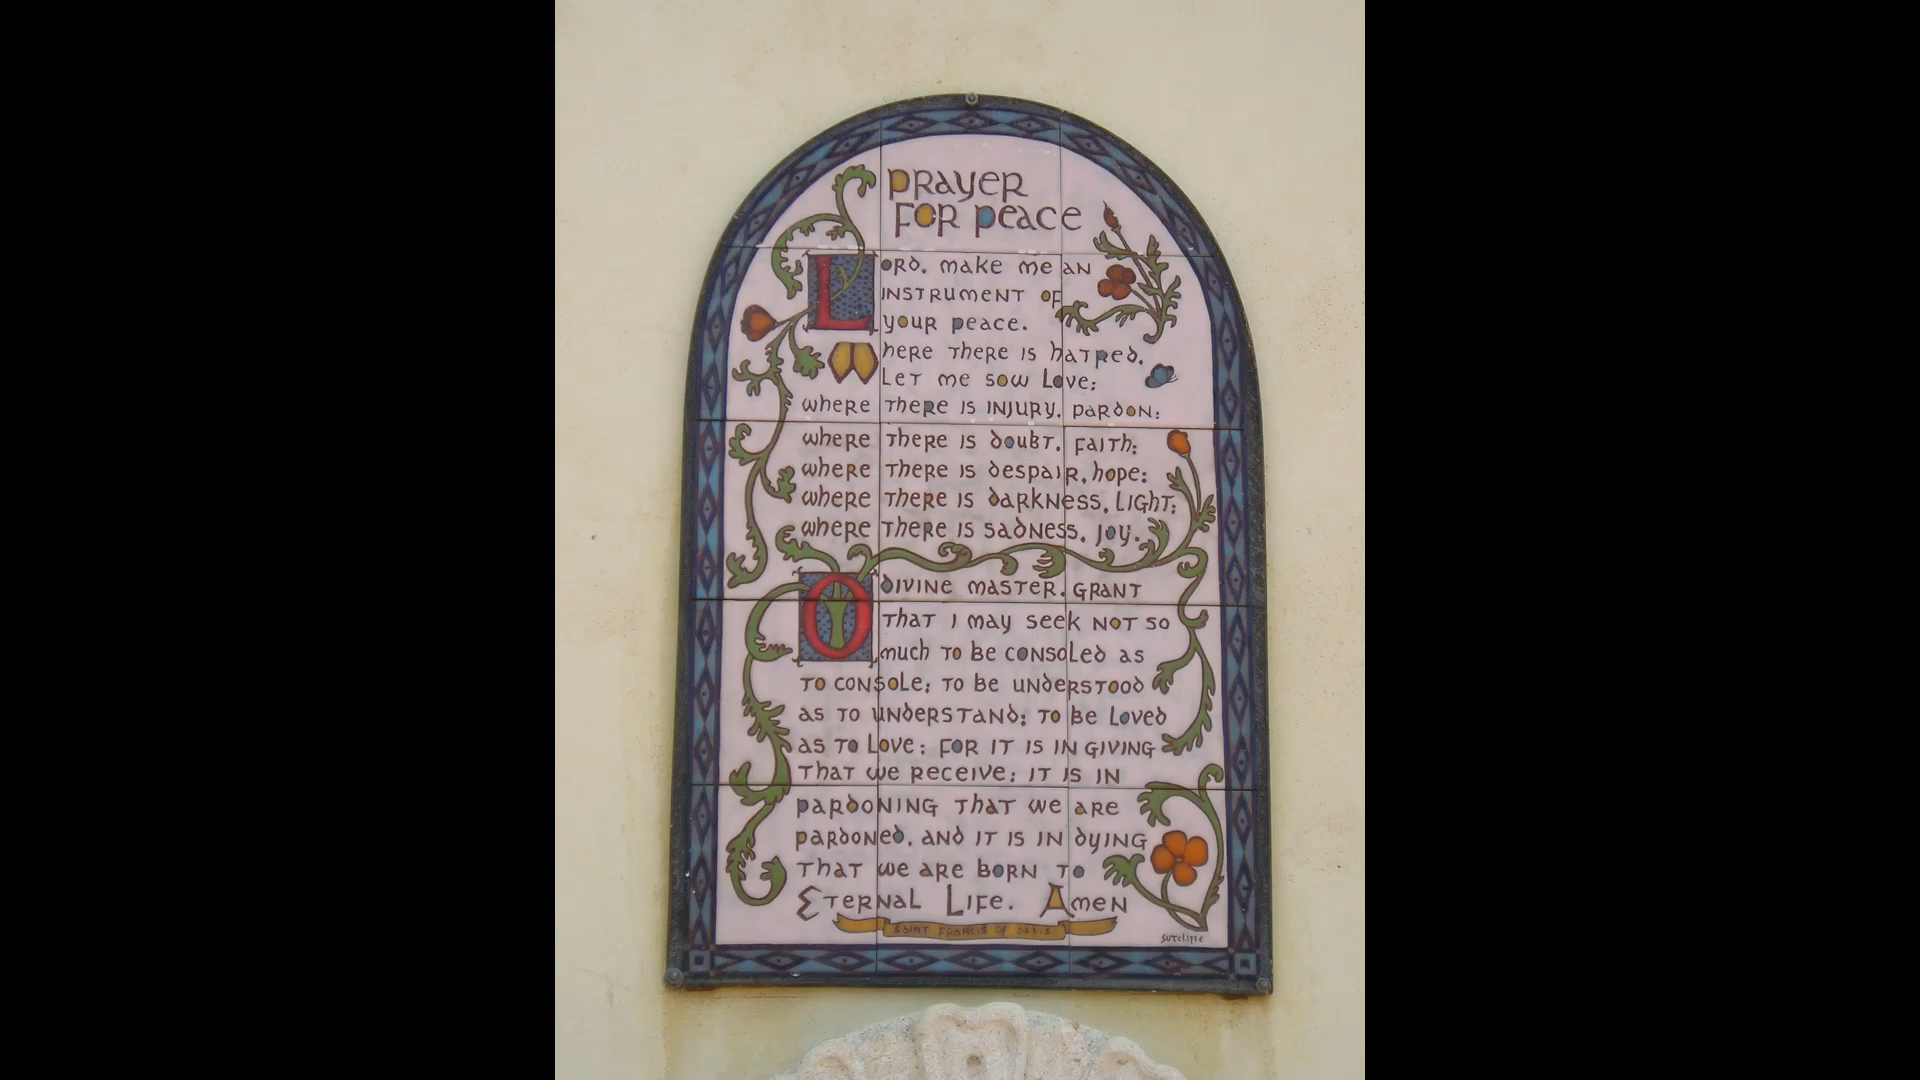 PRAYER
FOR PEACE
LORD, MAKE ME AN
INSTRUMENT OF
YOUR PEACE.
WHERE THERE IS HATRED,
LET ME SOW LOVE;
WHERE THERE IS INJURY, PARDON;
WHERE THERE IS DOUBT, FAITH;
WHERE THERE IS DESPAIR, HOPE;
WHERE THERE IS DARKNESS, LIGHT;
WHERE THERE IS SADNESS, JOY.
O DIVINE MASTER, GRANT
THAT I MAY SEEK NOT SO
MUCH TO BE CONSOLED AS
TO CONSOLE; TO BE UNDERSTOOD
AS TO UNDERSTAND; TO BE LOVED
AS TO LOVE; FOR IT IS IN GIVING
THAT WE RECEIVE; IT IS IN
PARDONING THAT WE ARE
PARDONED, AND IT IS IN DYING
THAT WE ARE BORN TO
ETERNAL LIFE. AMEN
SAINT FRANCIS OF
SUTCLIFFE